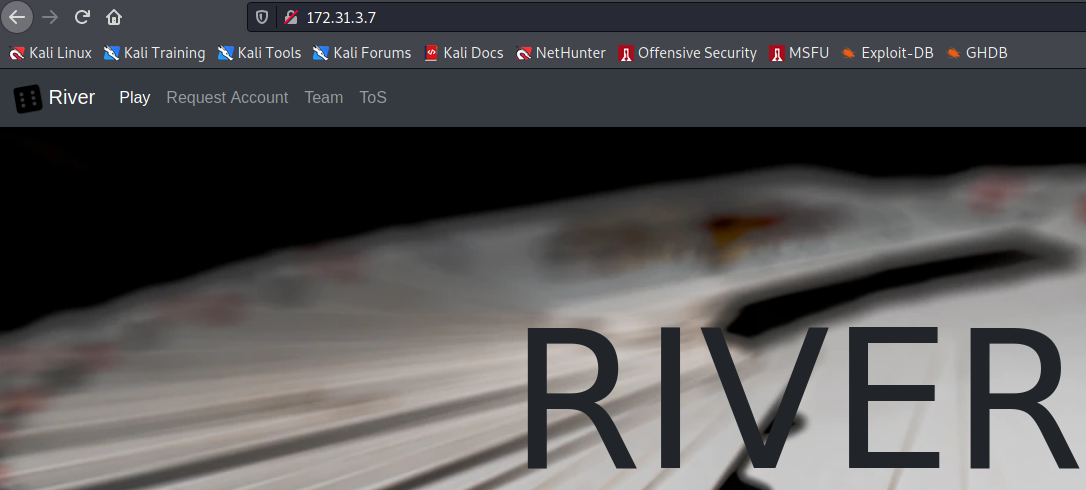 172.31.3.7
Kali Linux Kali Training Kali Tools Kali Forums Kali Docs NetHunter Offensive Security MSFU Exploit-DB GHDB
River Play Request Account Team ToS
RIVER